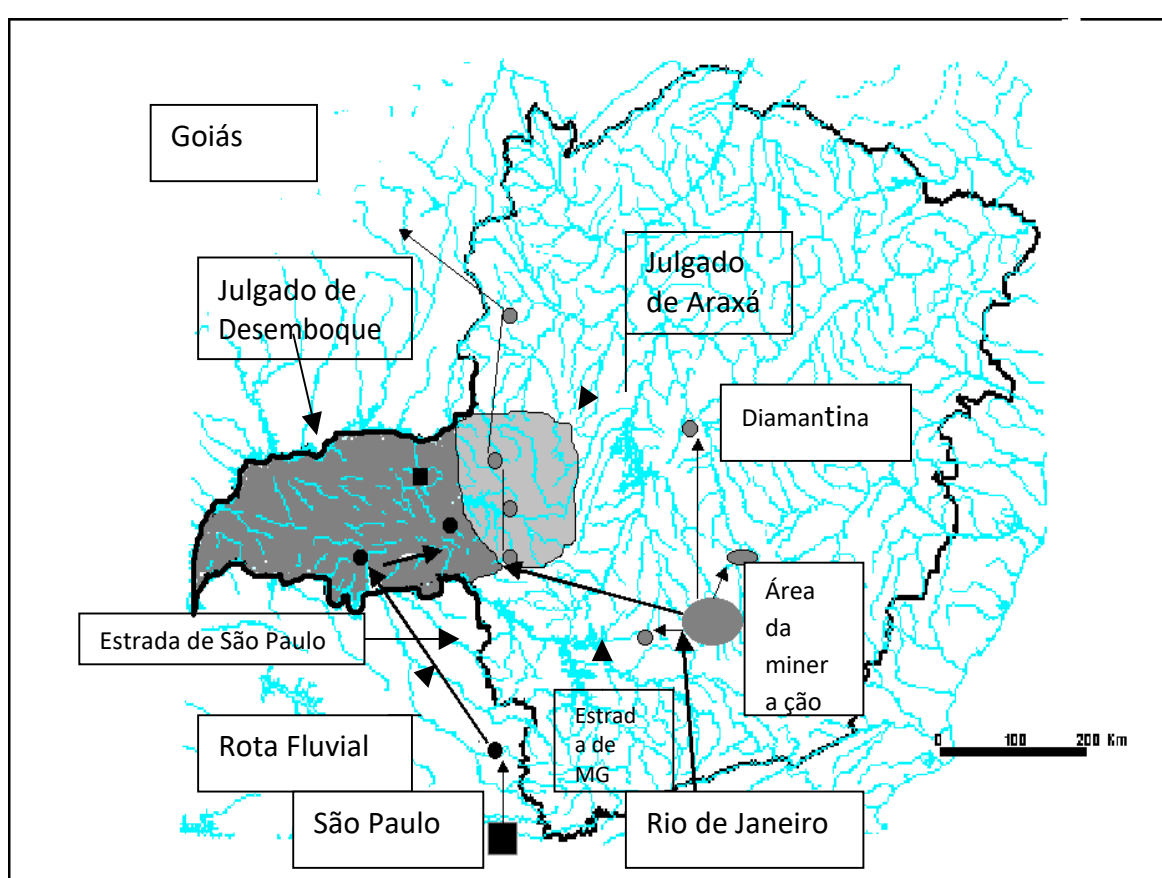 Goiás
Julgado de
Desemboque
Julgado
de Araxá
Diamantina
Área
da
miner
a ção
Estrada de São Paulo
Rota Fluvial
Estrad
a de
MG
São Paulo
Rio de Janeiro
0 100 200 Km